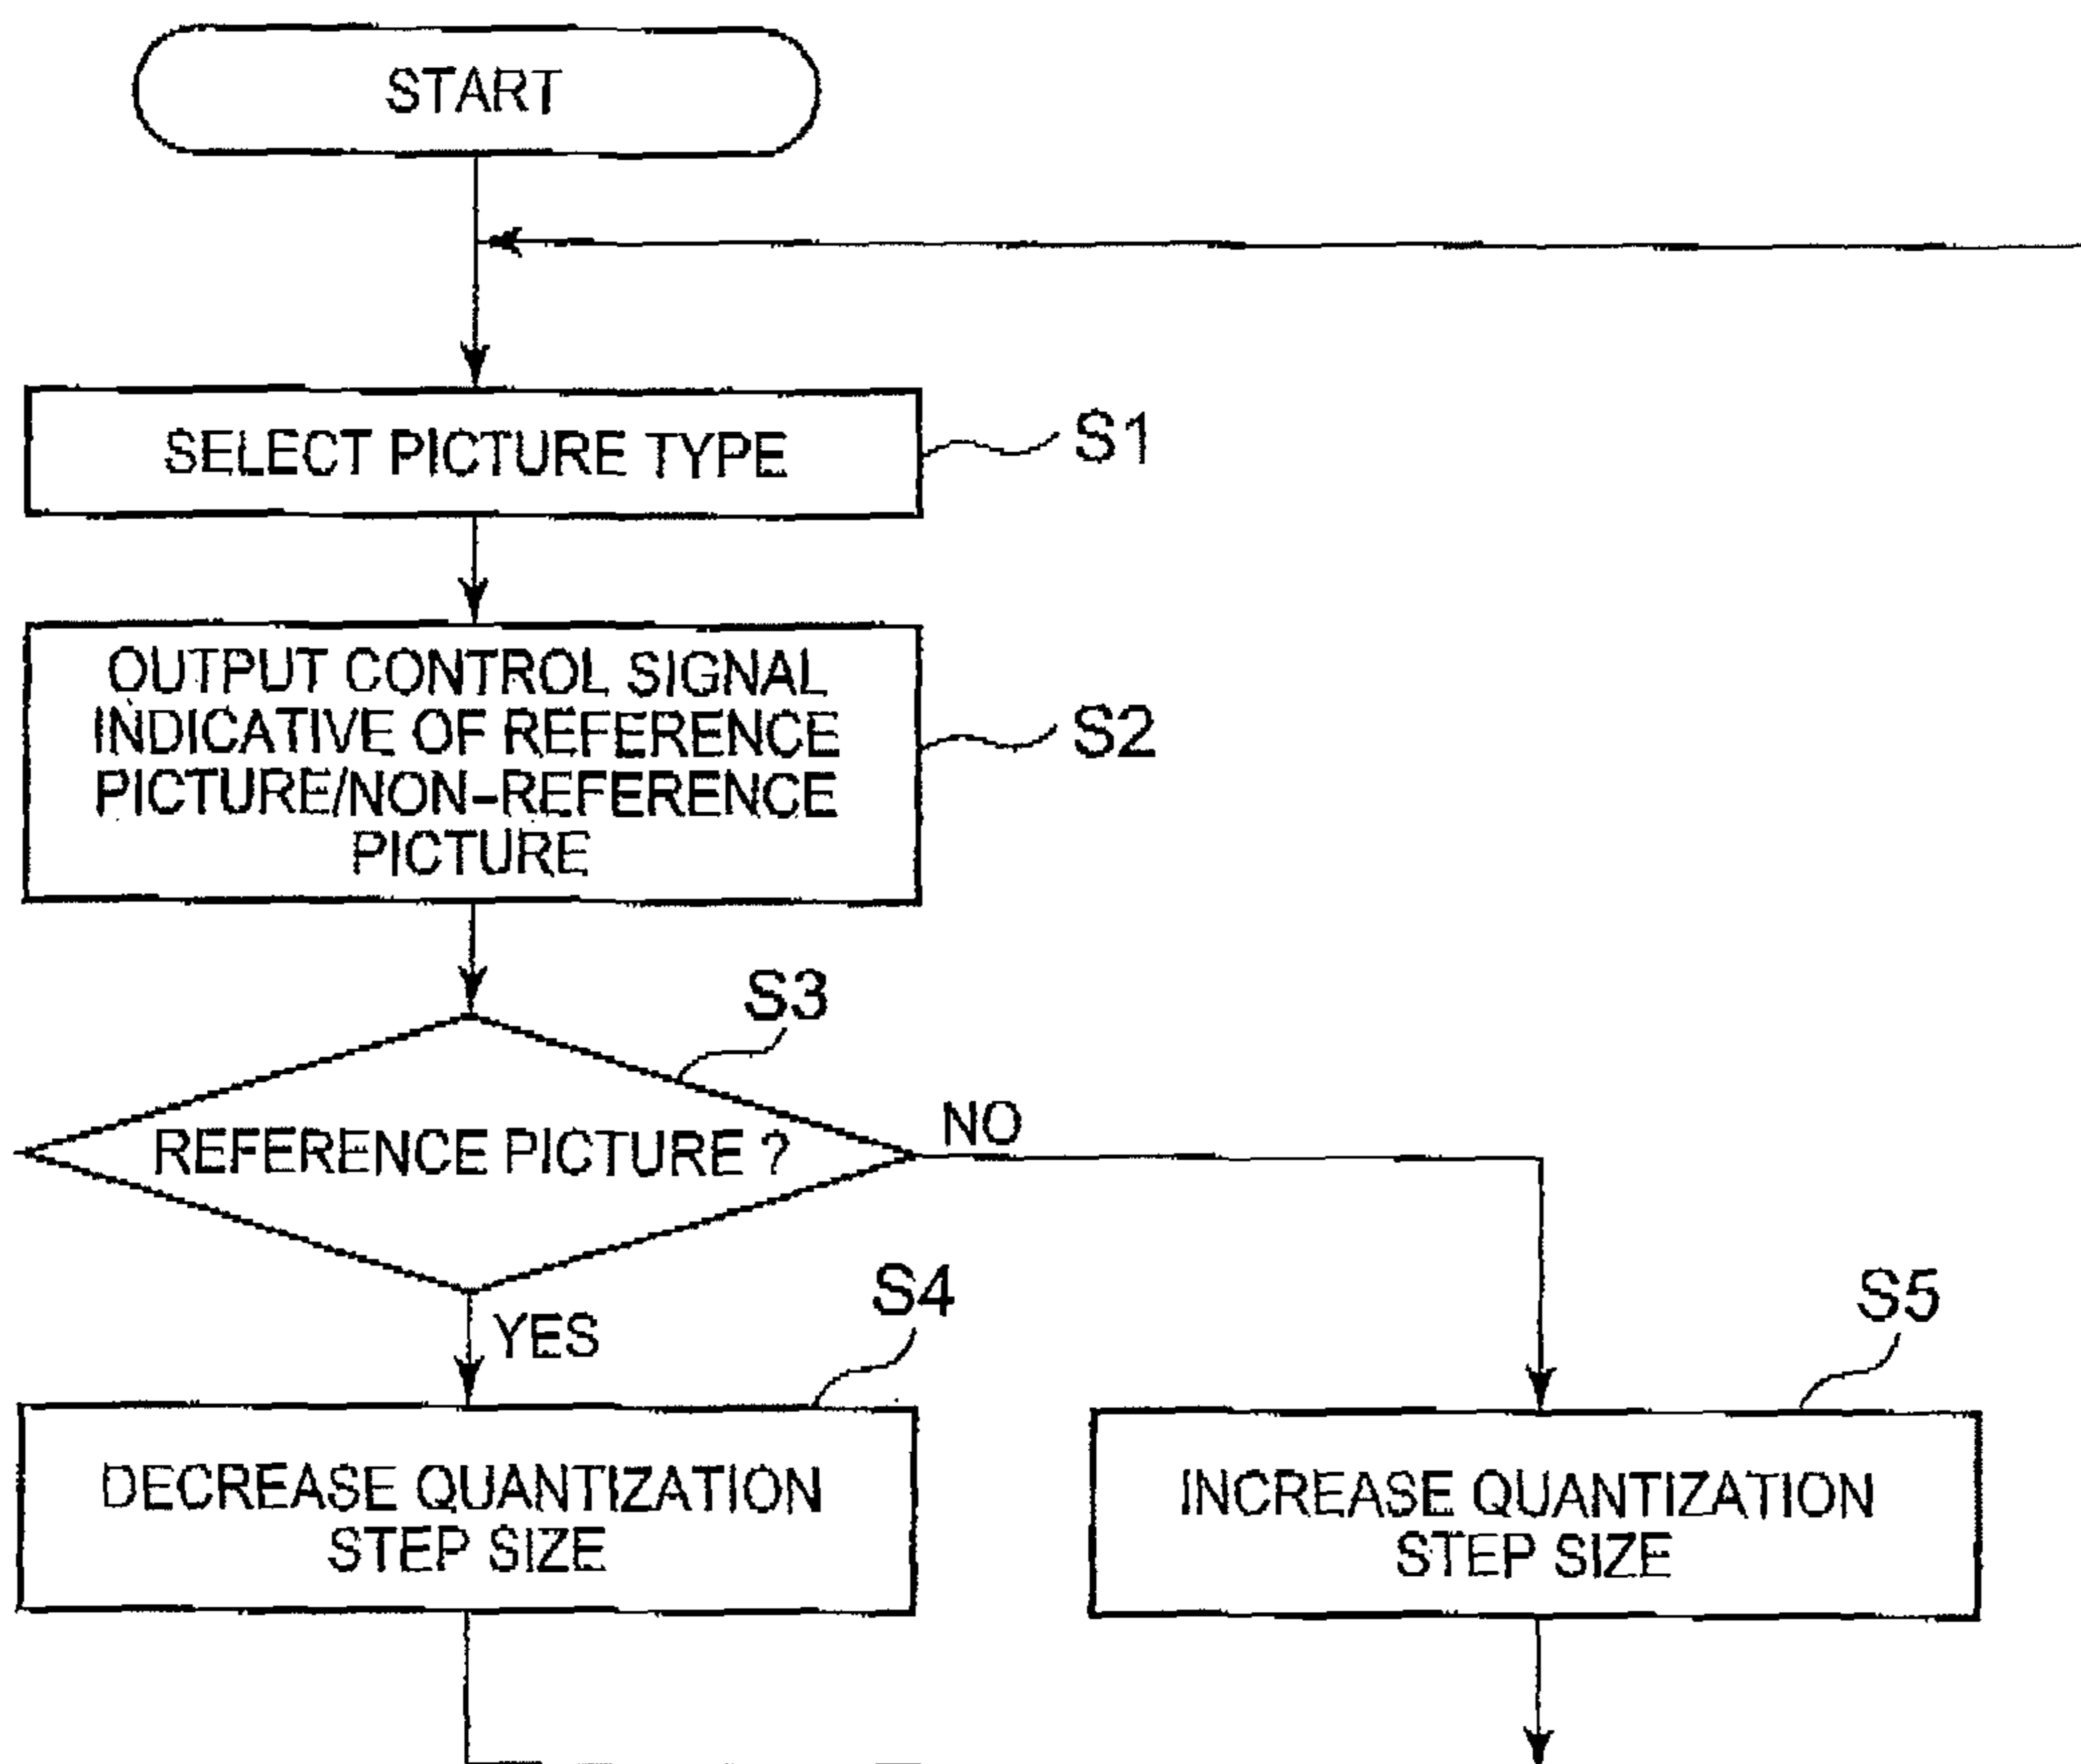 START
SELECT PICTURE TYPE
S1
OUTPUT CONTROL SIGNAL
INDICATIVE OF REFERENCE
PICTURE/NON-REFERENCE
PICTURE
S2
S3
REFERENCE PICTURE ?
NO
YES
S4
S5
DECREASE QUANTIZATION
STEP SIZE
INCREASE QUANTIZATION
STEP SIZE